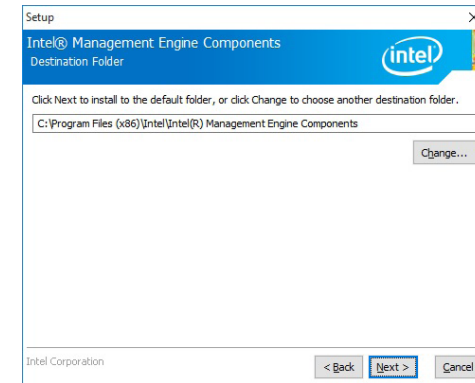 Setup
Intel® Management Engine Components
Destination Folder
intel
Click Next to install to the default folder, or click Change to choose another destination folder.
C:\Program Files (x86)\Intel\Intel(R) Management Engine Components
Change...
Intel Corporation
< Back
Next >
Cancel